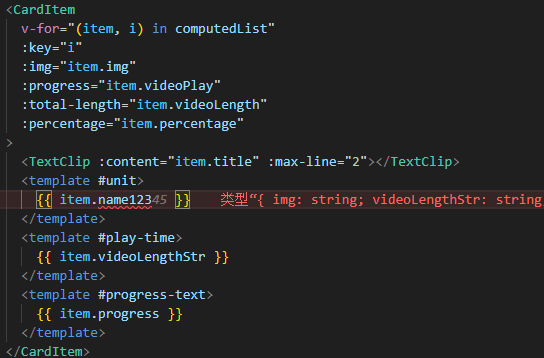 <CardItem
v-for="(item, i) in computedList"
:key="i"
:img="item.img"
:progress="item.videoPlay"
:total-length="item.videoLength"
:percentage="item.percentage"
>
<TextClip :content="item.title" :max-line="2"></TextClip>
<template #unit>
{{ item.name12345 }} 类型“{ img: string; videoLengthStr: string
</template>
<template #play-time>
{{ item.videoLengthStr }}
</template>
<template #progress-text>
{{ item.progress }}
</template>
</CardItem>